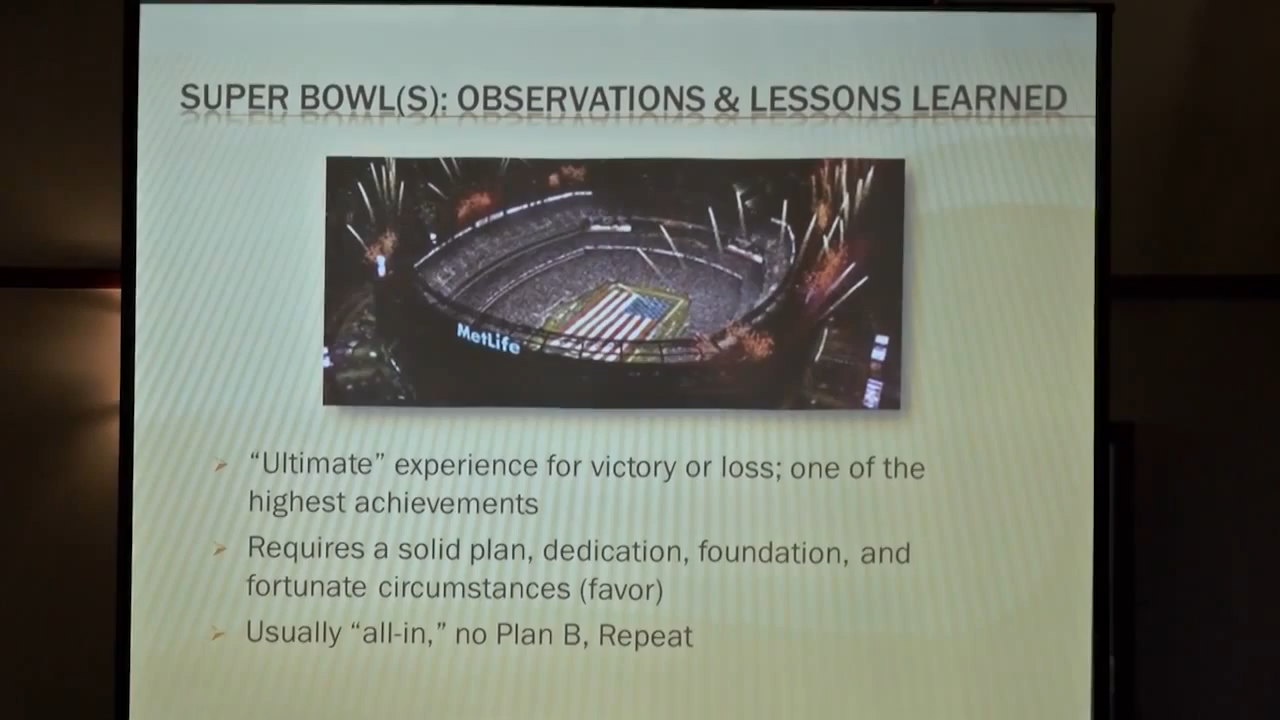 SUPER BOWL(S): OBSERVATIONS & LESSONS LEARNED
MetLife
“Ultimate” experience for victory or loss; one of the
highest achievements
Requires a solid plan, dedication, foundation, and
fortunate circumstances (favor)
Usually “all-in,” no Plan B, Repeat